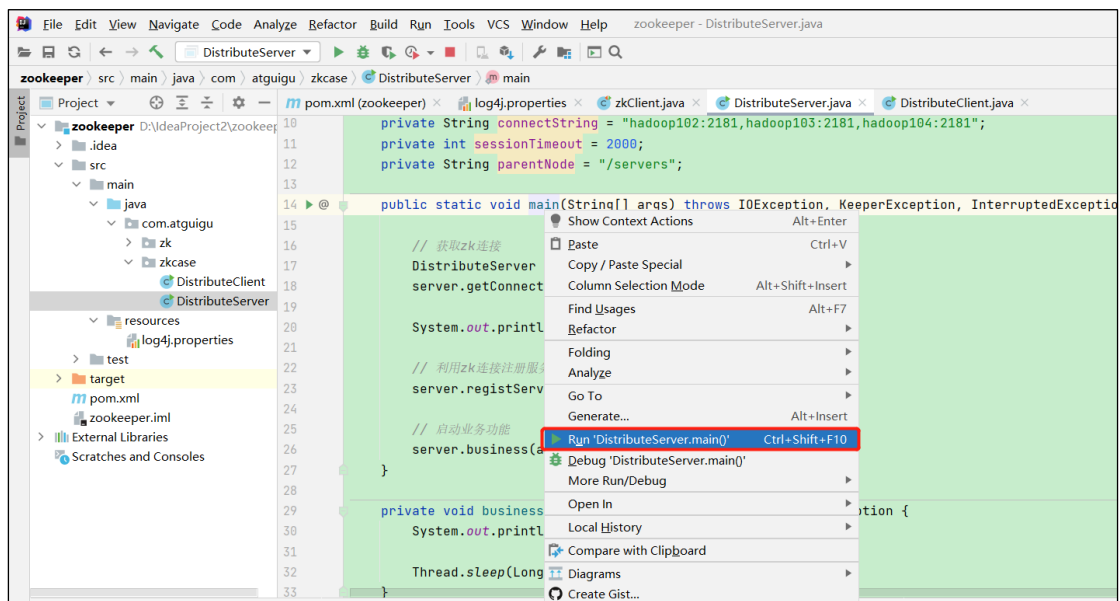 File Edit View Navigate Code Analyze Refactor Build Run Tools VCS Window Help zookeeper - DistributeServer.java
DistributeServer
zookeeper src main java com atguigu zkcase DistributeServer main
Project
Project
pom.xml (zookeeper) log4j.properties zkClient.java DistributeServer.java DistributeClient.java
zookeeper D:\IdeaProject2\zookeep
.idea
src
main
java
com.atguigu
zk
zkcase
DistributeClient
DistributeServer
resources
log4j.properties
test
target
pom.xml
zookeeper.iml
External Libraries
Scratches and Consoles
10 private String connectString = "hadoop102:2181,hadoop103:2181,hadoop104:2181";
11 private int sessionTimeout = 2000;
12 private String parentNode = "/servers";
13
14 @ public static void main(String[] args) throws IOException, KeeperException, InterruptedExceptio
15
16 // 获取zk连接
17 DistributeServer
18 server.getConnect
19
20 System.out.printl
21
22 // 利用zk连接注册服
23 server.registServ
24
25 // 启动业务功能
26 server.business(a
27 }
28
29 private void business ption {
30 System.out.printl
31
32 Thread.sleep(Long
33 }
Show Context Actions Alt+Enter
Paste Ctrl+V
Copy / Paste Special
Column Selection Mode Alt+Shift+Insert
Find Usages Alt+F7
Refactor
Folding
Analyze
Go To
Generate... Alt+Insert
Run 'DistributeServer.main()' Ctrl+Shift+F10
Debug 'DistributeServer.main()'
More Run/Debug
Open In
Local History
Compare with Clipboard
Diagrams
Create Gist...